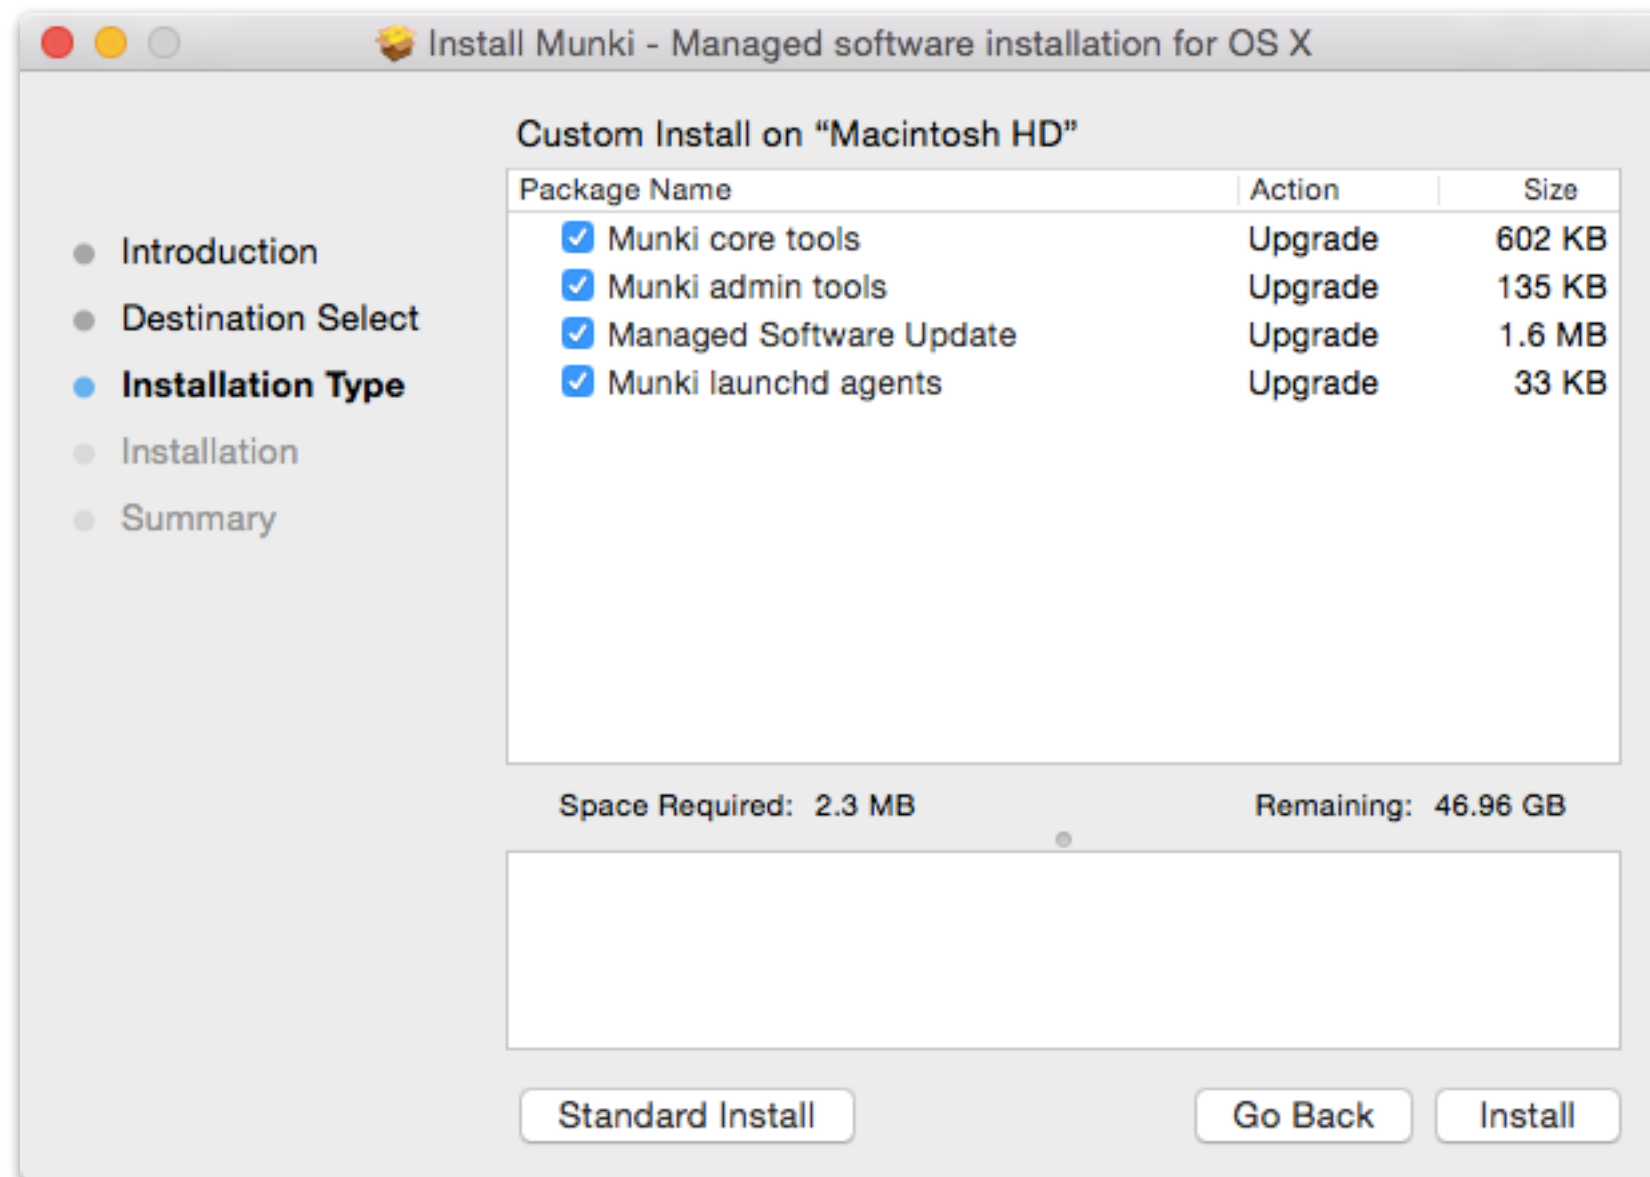 Install Munki - Managed software installation for OS X
Custom Install on “Macintosh HD”
Introduction
Destination Select
Installation Type
Installation
Summary
Package Name Action Size
Munki core tools Upgrade 602 KB
Munki admin tools Upgrade 135 KB
Managed Software Update Upgrade 1.6 MB
Munki launchd agents Upgrade 33 KB
Space Required: 2.3 MB Remaining: 46.96 GB
Standard Install Go Back Install